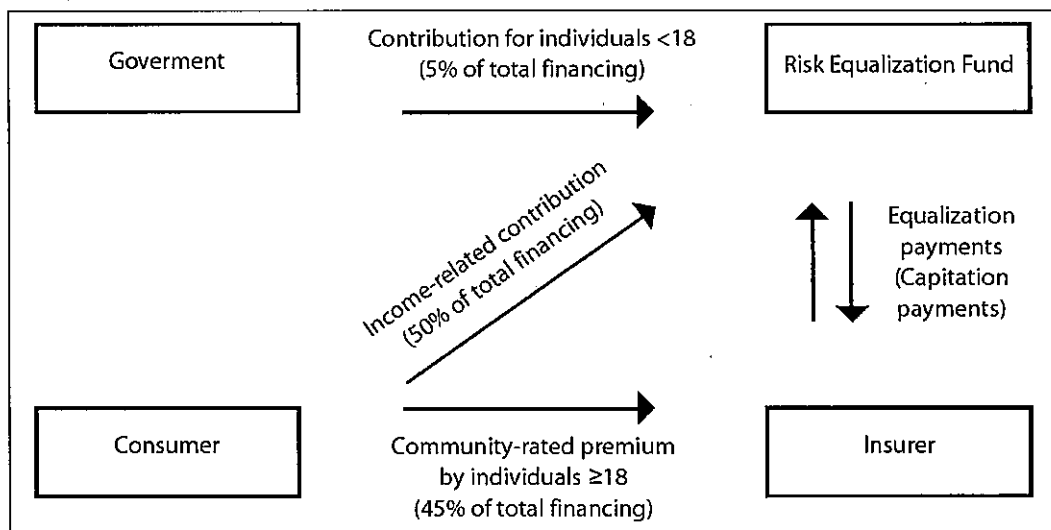 Goverment
Contribution for individuals <18
(5% of total financing)
Risk Equalization Fund
Income-related contribution
(50% of total financing)
Equalization
payments
(Capitation
payments)
Consumer
Community-rated premium
by individuals ≥18
(45% of total financing)
Insurer